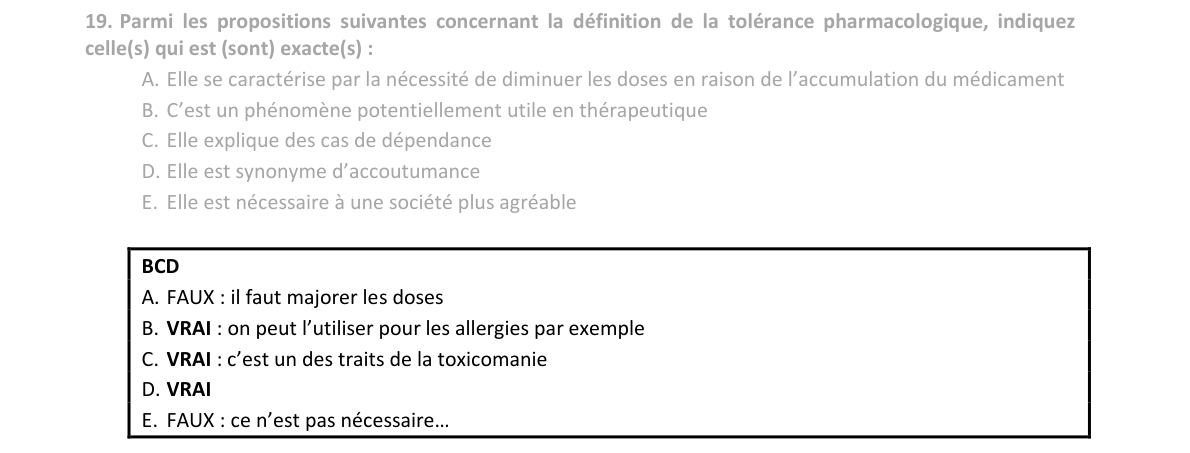 19. Parmi les propositions suivantes concernant la définition de la tolérance pharmacologique, indiquez
celle(s) qui est (sont) exacte(s) :
A. Elle se caractérise par la nécessité de diminuer les doses en raison de l’accumulation du médicament
B. C’est un phénomène potentiellement utile en thérapeutique
C. Elle explique des cas de dépendance
D. Elle est synonyme d’accoutumance
E. Elle est nécessaire à une société plus agréable
BCD
A. FAUX : il faut majorer les doses
B. VRAI : on peut l’utiliser pour les allergies par exemple
C. VRAI : c’est un des traits de la toxicomanie
D. VRAI
E. FAUX : ce n’est pas nécessaire…